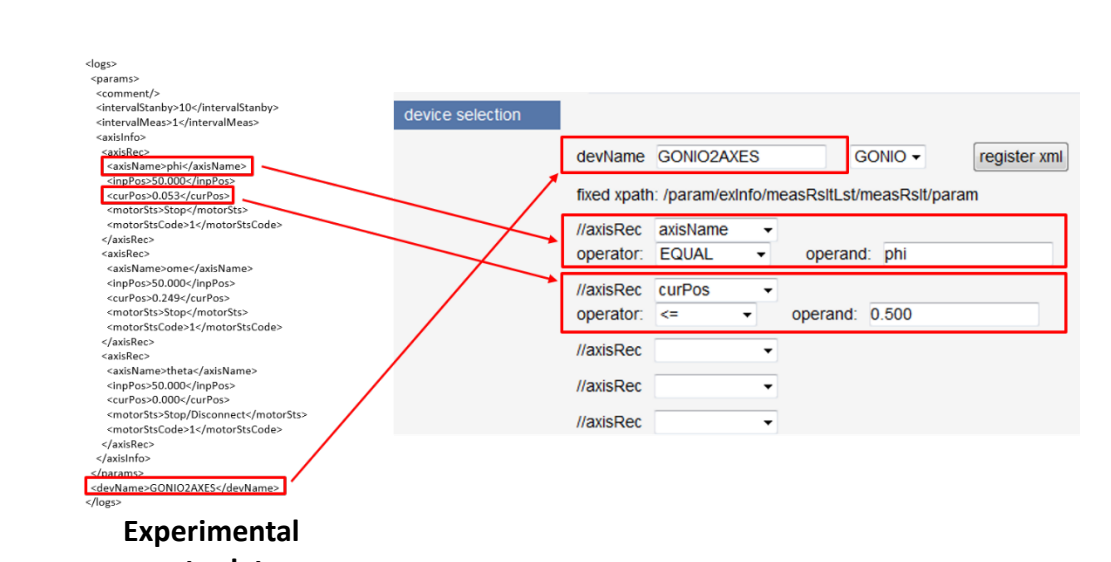 <logs>
<params>
<comment/>
<intervalStanby>10</intervalStanby>
<intervalMeas>1</intervalMeas>
<axisInfo>
<axisRec>
<axisName>phi</axisName>
<inpPos>50.000</inpPos>
<curPos>0.053</curPos>
<motorSts>Stop</motorSts>
<motorStsCode>1</motorStsCode>
</axisRec>
<axisRec>
<axisName>ome</axisName>
<inpPos>50.000</inpPos>
<curPos>0.249</curPos>
<motorSts>Stop</motorSts>
<motorStsCode>1</motorStsCode>
</axisRec>
<axisRec>
<axisName>theta</axisName>
<inpPos>50.000</inpPos>
<curPos>0.000</curPos>
<motorSts>Stop/Disconnect</motorSts>
<motorStsCode>1</motorStsCode>
</axisRec>
</axisInfo>
</params>
<devName>GONIO2AXES</devName>
</logs>
Experimental
device selection
devName GONIO2AXES GONIO register xml
fixed xpath: /param/exInfo/measRsltLst/measRslt/param
//axisRec axisName
operator: EQUAL operand: phi
//axisRec curPos
operator: <= operand: 0.500
//axisRec
//axisRec
//axisRec